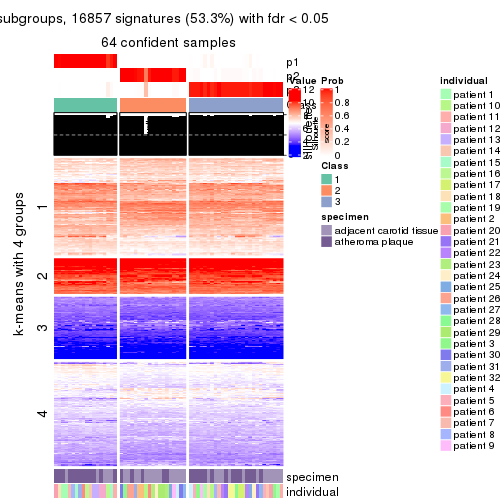 subgroups, 16857 signatures (53.3%) with fdr < 0.05
64 confident samples
p1
p2
Value
12
10
Prob
1
0.8
0.6
0.4
0.2
0
score
Class
1
2
3
specimen
adjacent carotid tissue
atheroma plaque
individual
patient 1
patient 10
patient 11
patient 12
patient 13
patient 14
patient 15
patient 16
patient 17
patient 18
patient 19
patient 2
patient 20
patient 21
patient 22
patient 23
patient 24
patient 25
patient 26
patient 27
patient 28
patient 29
patient 3
patient 30
patient 31
patient 32
patient 4
patient 5
patient 6
patient 7
patient 8
patient 9
k-means with 4 groups
1
2
3
4
specimen
individual